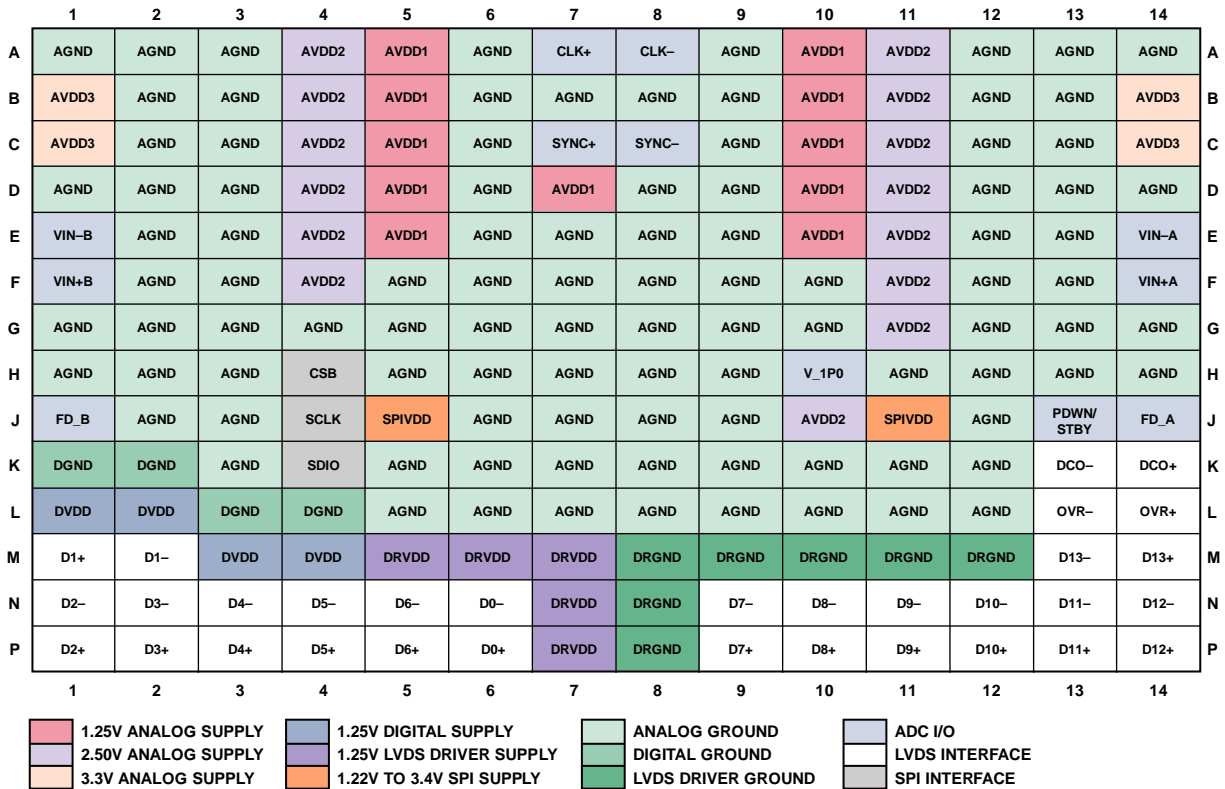 1 2 3 4 5 6 7 8 9 10 11 12 13 14
A AGND AGND AGND AVDD2 AVDD1 AGND CLK+ CLK– AGND AVDD1 AVDD2 AGND AGND AGND A
B AVDD3 AGND AGND AVDD2 AVDD1 AGND AGND AGND AGND AVDD1 AVDD2 AGND AGND AVDD3 B
C AVDD3 AGND AGND AVDD2 AVDD1 AGND SYNC+ SYNC– AGND AVDD1 AVDD2 AGND AGND AVDD3 C
D AGND AGND AGND AVDD2 AVDD1 AGND AVDD1 AGND AGND AVDD1 AVDD2 AGND AGND AGND D
E VIN–B AGND AGND AVDD2 AVDD1 AGND AGND AGND AGND AVDD1 AVDD2 AGND AGND VIN–A E
F VIN+B AGND AGND AVDD2 AGND AGND AGND AGND AGND AGND AVDD2 AGND AGND VIN+A F
G AGND AGND AGND AGND AGND AGND AGND AGND AGND AGND AVDD2 AGND AGND AGND G
H AGND AGND AGND CSB AGND AGND AGND AGND AGND V_1P0 AGND AGND AGND AGND H
J FD_B AGND AGND SCLK SPIVDD AGND AGND AGND AGND AVDD2 SPIVDD AGND PDWN/ STBY FD_A J
K DGND DGND AGND SDIO AGND AGND AGND AGND AGND AGND AGND AGND DCO– DCO+ K
L DVDD DVDD DGND DGND AGND AGND AGND AGND AGND AGND AGND AGND OVR– OVR+ L
M D1+ D1– DVDD DVDD DRVDD DRVDD DRVDD DRGND DRGND DRGND DRGND DRGND D13– D13+ M
N D2– D3– D4– D5– D6– D0– DRVDD DRGND D7– D8– D9– D10– D11– D12– N
P D2+ D3+ D4+ D5+ D6+ D0+ DRVDD DRGND D7+ D8+ D9+ D10+ D11+ D12+ P
1 2 3 4 5 6 7 8 9 10 11 12 13 14
1.25V ANALOG SUPPLY 1.25V DIGITAL SUPPLY ANALOG GROUND ADC I/O
2.50V ANALOG SUPPLY 1.25V LVDS DRIVER SUPPLY DIGITAL GROUND LVDS INTERFACE
3.3V ANALOG SUPPLY 1.22V TO 3.4V SPI SUPPLY LVDS DRIVER GROUND SPI INTERFACE